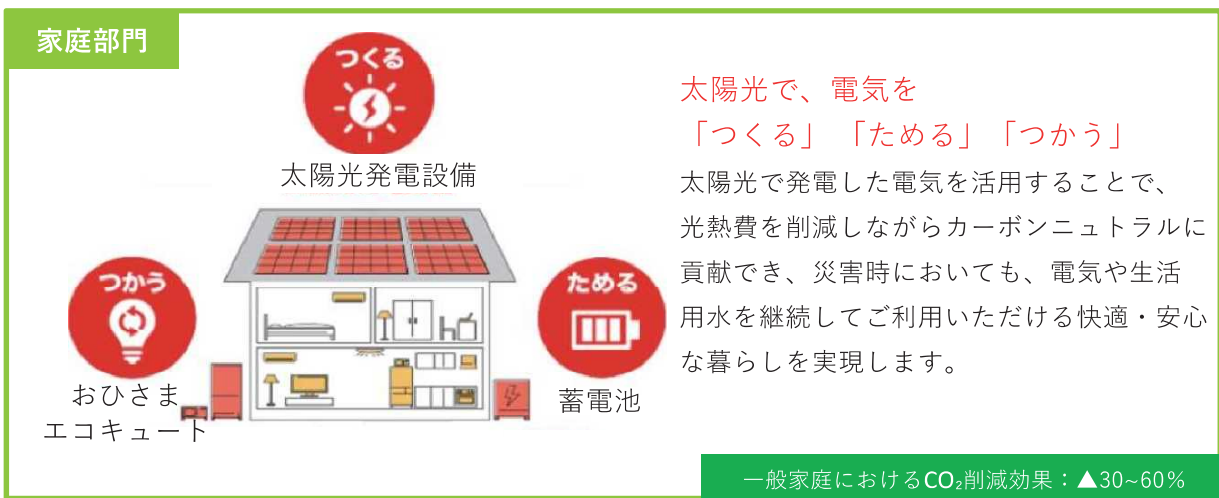 家庭部門
つくる
太陽光発電設備
つかう
おひさま
エコキュート
ためる
蓄電池
太陽光で、電気を
「つくる」「ためる」「つかう」
太陽光で発電した電気を活用することで、
光熱費を削減しながらカーボンニュトラルに
貢献でき、災害時においても、電気や生活
用水を継続してご利用いただける快適・安心
な暮らしを実現します。
一般家庭におけるCO₂削減効果：▲30~60%